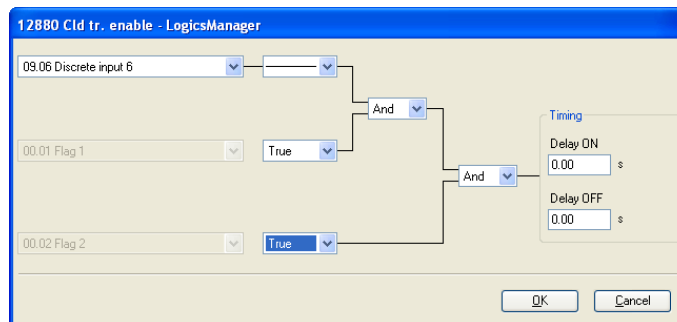 12880 Cld tr. enable - LogicsManager
09.06 Discrete input 6
And
Timing
00.01 Flag 1 True
Delay ON
And 0.00 s
Delay OFF
0.00 s
00.02 Flag 2 True
OK Cancel